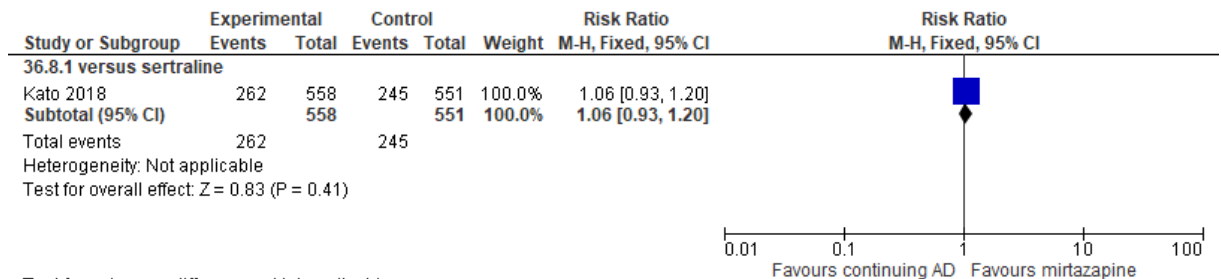 Experimental Control Risk Ratio Risk Ratio
Study or Subgroup Events Total Events Total Weight M-H, Fixed, 95% CI M-H, Fixed, 95% CI
36.8.1 versus sertraline
Kato 2018 262 558 245 551 100.0% 1.06 [0.93, 1.20]
Subtotal (95% CI) 558 551 100.0% 1.06 [0.93, 1.20]
Total events 262 245
Heterogeneity: Not applicable
Test for overall effect: Z = 0.83 (P = 0.41)
0.01 0.1 1 10 100
Favours continuing AD Favours mirtazapine